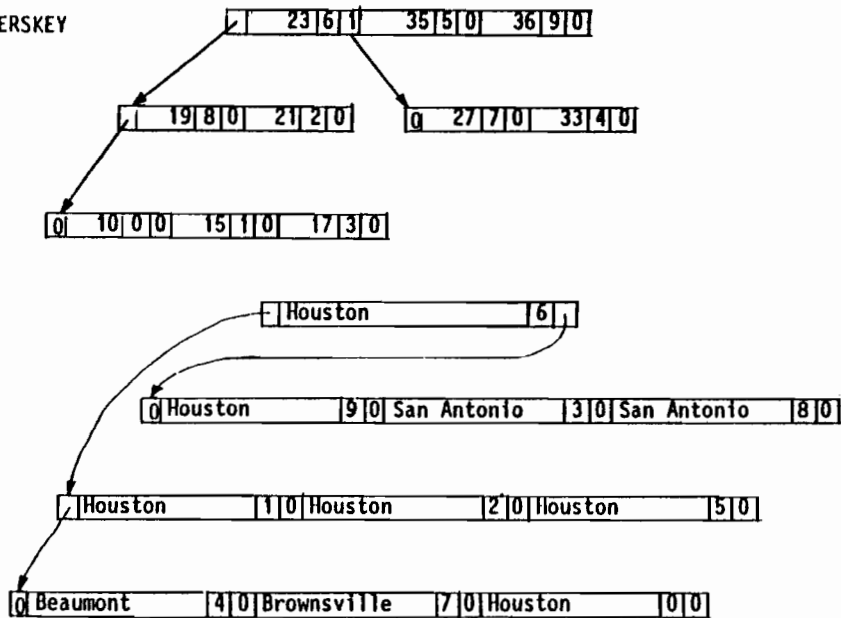 ERSKEY
23 6 1 35 5 0 36 9 0
19 8 0 21 2 0
0 27 7 0 33 4 0
0 10 0 0 15 1 0 17 3 0
Houston 6
0 Houston 9 0 San Antonio 3 0 San Antonio 8 0
Houston 1 0 Houston 2 0 Houston 5 0
0 Beaumont 4 0 Brownsville 7 0 Houston 0 0